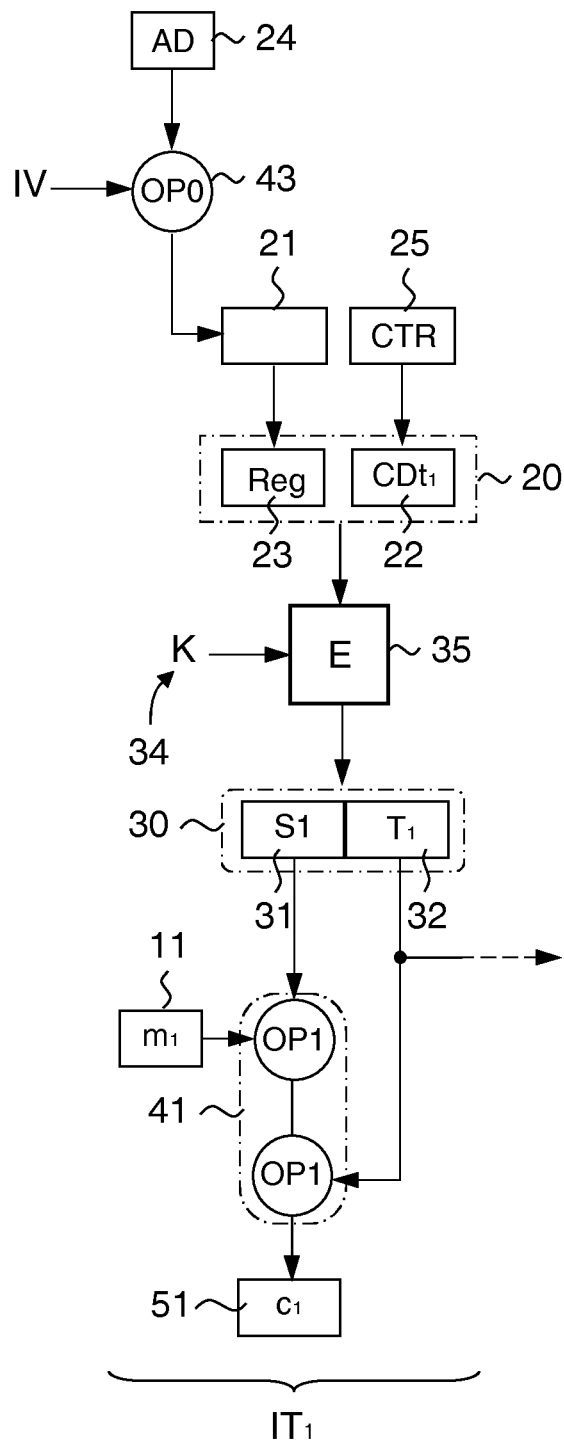 AD 24
IV OP0 43
21 25
CTR
Reg CDt₁ 20
23 22
K E 35
34
30 S1 T₁
31 32
11
m₁ OP1
41
OP1
51 c₁
IT₁